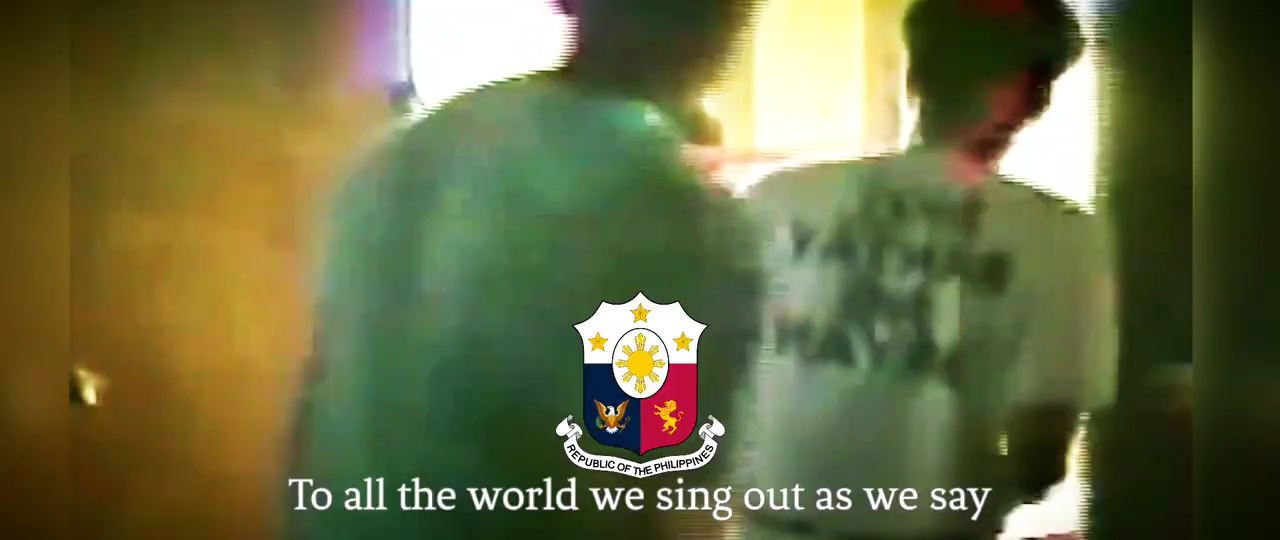 REPUBLIC OF THE PHILIPPINES
To all the world we sing out as we say